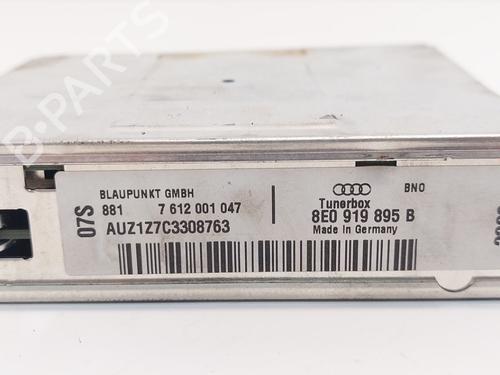 B-PARTS
07S
BLAUPUNKT GMBH
881 7 612 001 047
AUZ1Z7C3308763
BNO
Tunerbox
8E0 919 895 B
Made in Germany